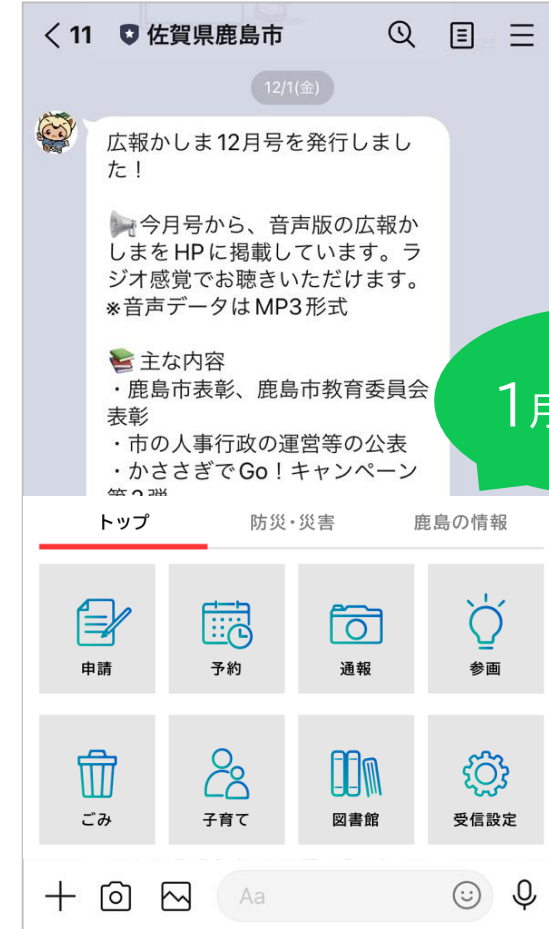 11 佐賀県鹿島市
12/1(金)
広報かしま12月号を発行しまし
た！
今月号から、音声版の広報か
しまをHPに掲載しています。ラ
ジオ感覚でお聴きいただけます。
※音声データはMP3形式
主な内容
・鹿島市表彰、鹿島市教育委員会
表彰
・市の人事行政の運営等の公表
・かささぎでGo！キャンペーン
1月
トップ 防災・災害 鹿島の情報
申請 予約 通報 参画
ごみ 子育て 図書館 受信設定
Aa